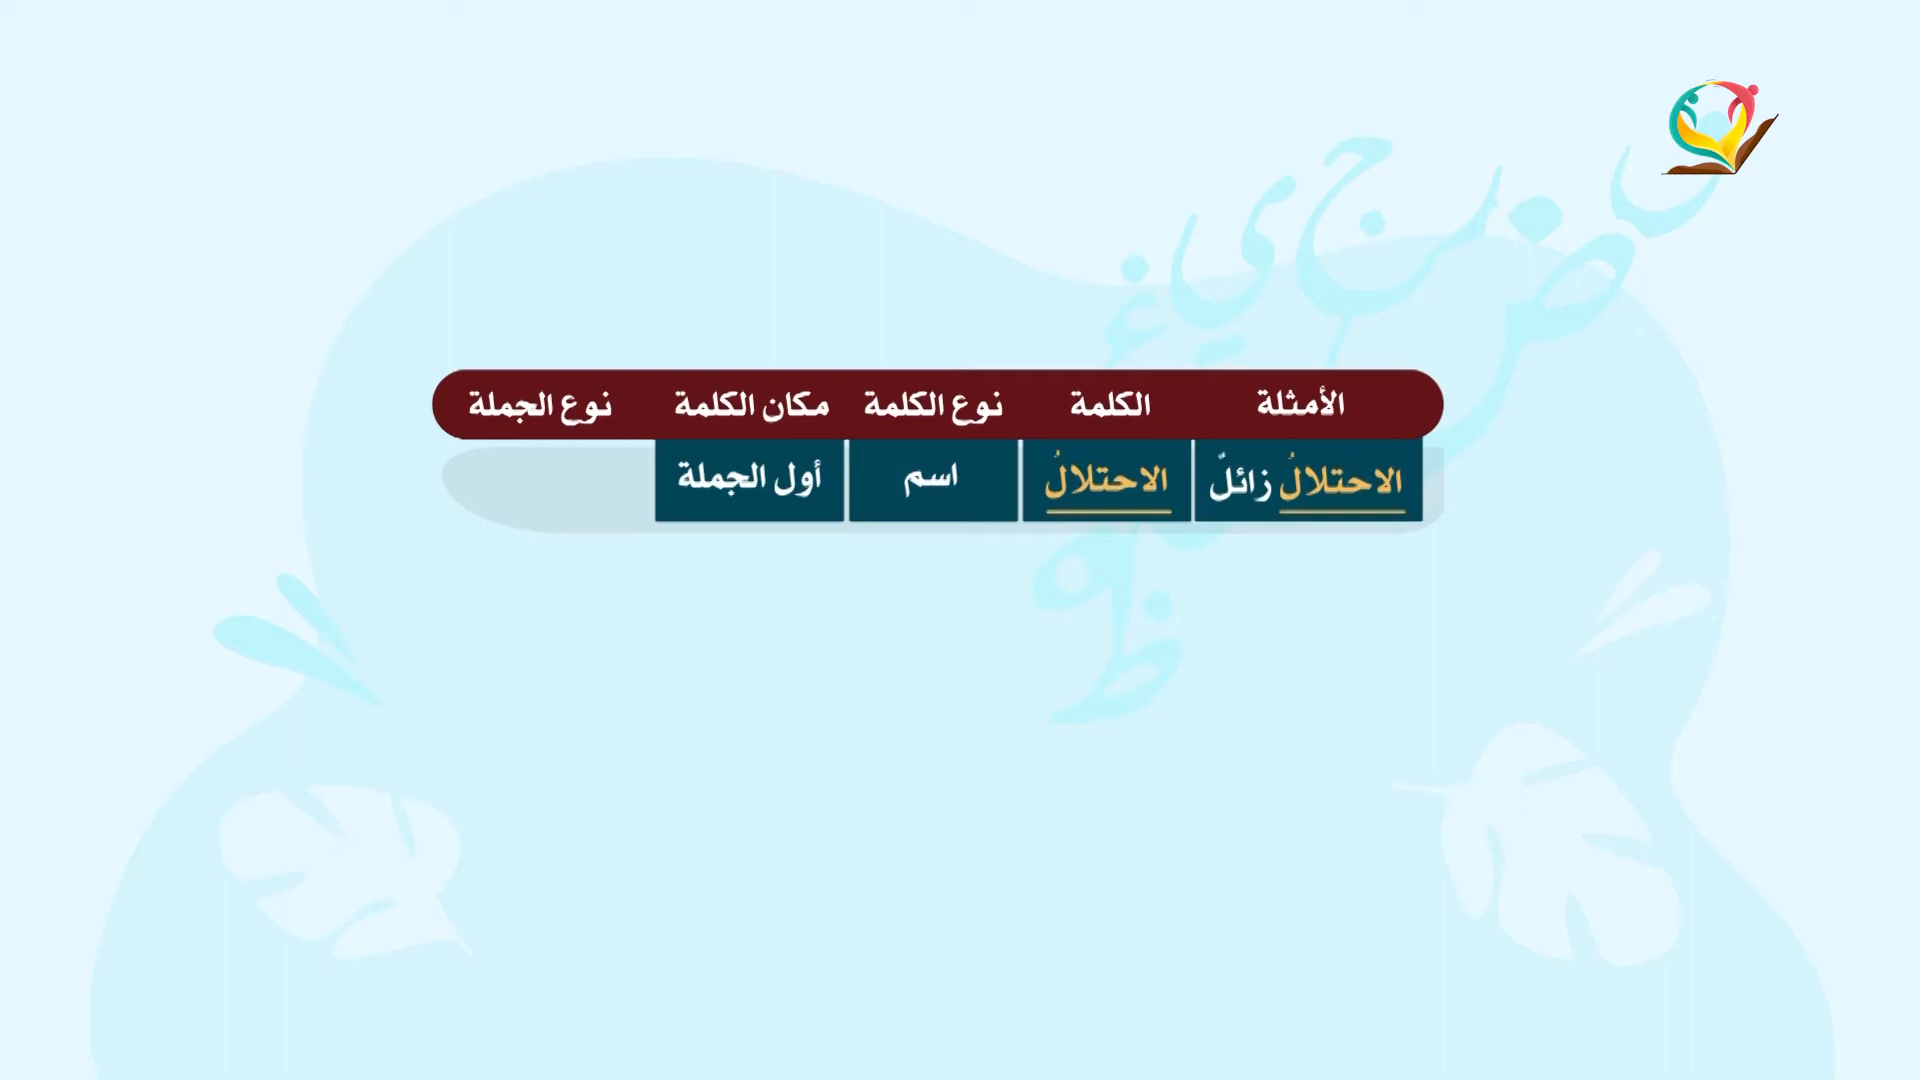 الأمثلة الكلمة نوع الكلمة مكان الكلمة نوع الجملة
الاحتلالُ زائلٌ الاحتلالُ اسم أول الجملة